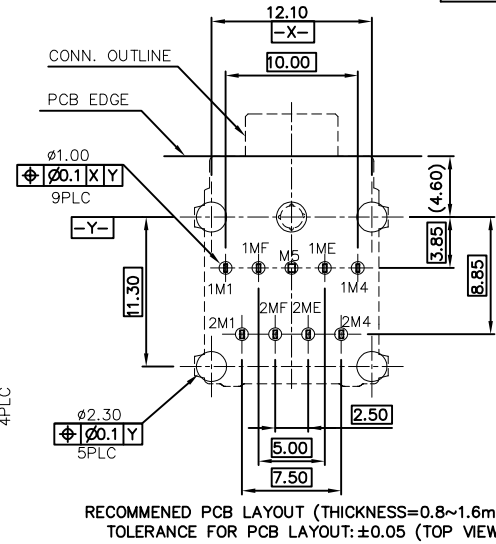 12.10
-X-
CONN. OUTLINE
10.00
PCB EDGE
ø1.00
⌖ Ø0.1 X Y
9PLC
(4.60)
-Y-
3.85
1MF M5 1ME
8.85
1M1 1M4
11.30
2M1 2MF 2ME 2M4
4PLC
ø2.30
⌖ Ø0.1 Y
5PLC
2.50
5.00
7.50
RECOMMENED PCB LAYOUT (THICKNESS=0.8~1.6m
TOLERANCE FOR PCB LAYOUT: ±0.05 (TOP VIEW